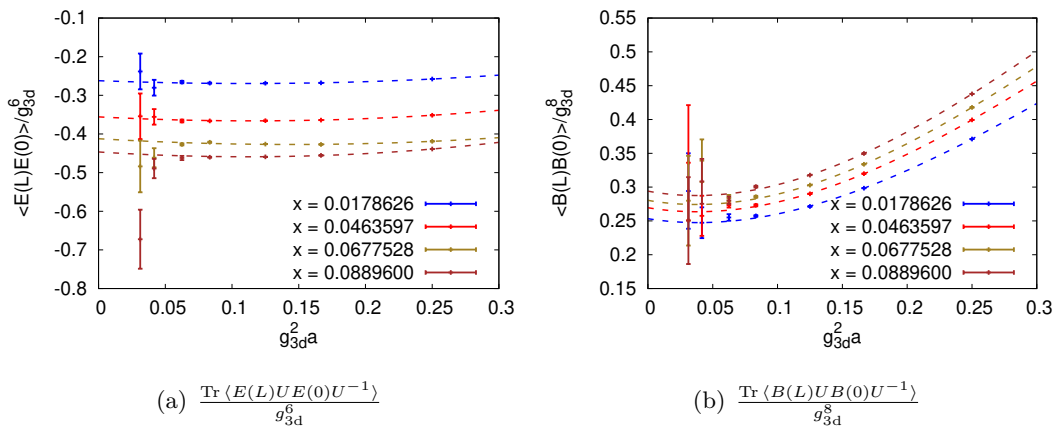 -0.1
-0.2
-0.3
-0.4
-0.5
-0.6
-0.7
-0.8
0 0.05 0.1 0.15 0.2 0.25 0.3
<E(L)E(0)>/g_{3d}^6
g_{3d}^2a
x = 0.0178626
x = 0.0463597
x = 0.0677528
x = 0.0889600
(a) \frac{Tr ⟨E(L)UE(0)U^{-1}⟩}{g_{3d}^6}
0.55
0.5
0.45
0.4
0.35
0.3
0.25
0.2
0.15
0 0.05 0.1 0.15 0.2 0.25 0.3
<B(L)B(0)>/g_{3d}^8
g_{3d}^2a
x = 0.0178626
x = 0.0463597
x = 0.0677528
x = 0.0889600
(b) \frac{Tr ⟨B(L)UB(0)U^{-1}⟩}{g_{3d}^8}